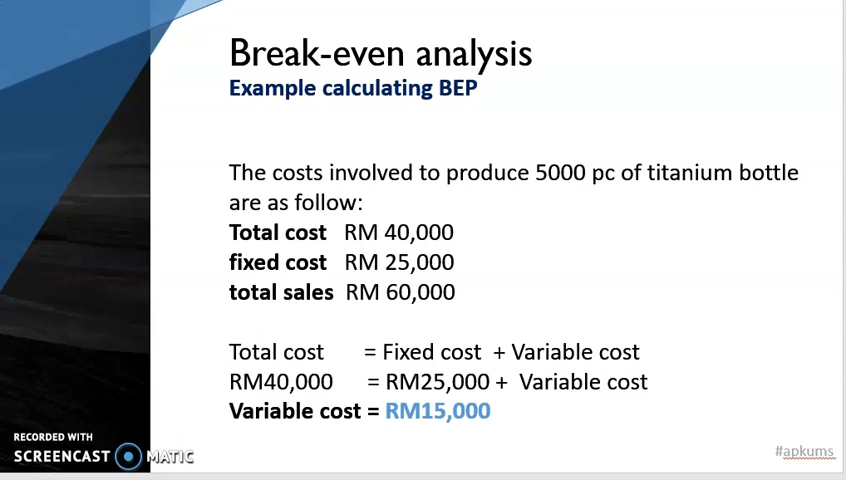 Break-even analysis
Example calculating BEP
The costs involved to produce 5000 pc of titanium bottle
are as follow:
Total cost RM 40,000
fixed cost RM 25,000
total sales RM 60,000
Total cost = Fixed cost + Variable cost
RM40,000 = RM25,000 + Variable cost
Variable cost = RM15,000
RECORDED WITH
SCREENCAST MATIC
#apkums